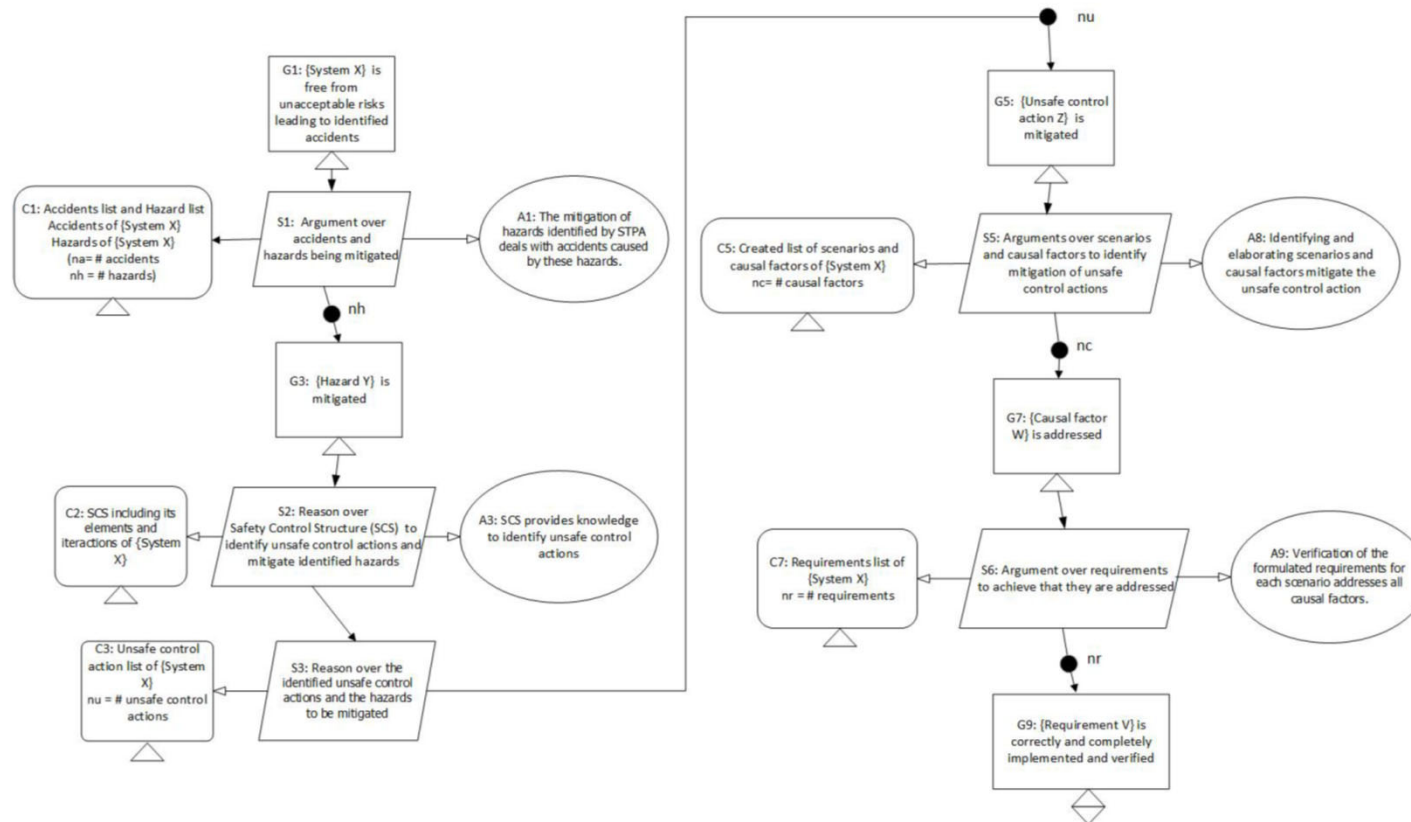 G1: {System X} is
free from
unacceptable risks
leading to identified
accidents
C1: Accidents list and Hazard list
Accidents of {System X}
Hazards of {System X}
(na= # accidents
nh = # hazards)
S1: Argument over
accidents and
hazards being mitigated
A1: The mitigation of
hazards identified by STPA
deals with accidents caused
by these hazards.
nh
G3: {Hazard Y} is
mitigated
C2: SCS including its
elements and
iteractions of {System
X}
S2: Reason over
Safety Control Structure (SCS) to
identify unsafe control actions and
mitigate identified hazards
A3: SCS provides knowledge
to identify unsafe control
actions
C3: Unsafe control
action list of {System
X}
nu = # unsafe control
actions
S3: Reason over the
identified unsafe control
actions and the hazards
to be mitigated
nu
G5: {Unsafe control
action Z} is
mitigated
C5: Created list of scenarios and
causal factors of {System X}
nc= # causal factors
S5: Arguments over scenarios
and causal factors to identify
mitigation of unsafe
control actions
A8: Identifying and
elaborating scenarios and
causal factors mitigate the
unsafe control action
nc
G7: {Causal factor
W} is addressed
C7: Requirements list of
{System X}
nr = # requirements
S6: Argument over requirements
to achieve that they are addressed
A9: Verification of the
formulated requirements for
each scenario addresses all
causal factors.
nr
G9: {Requirement V} is
correctly and completely
implemented and verified